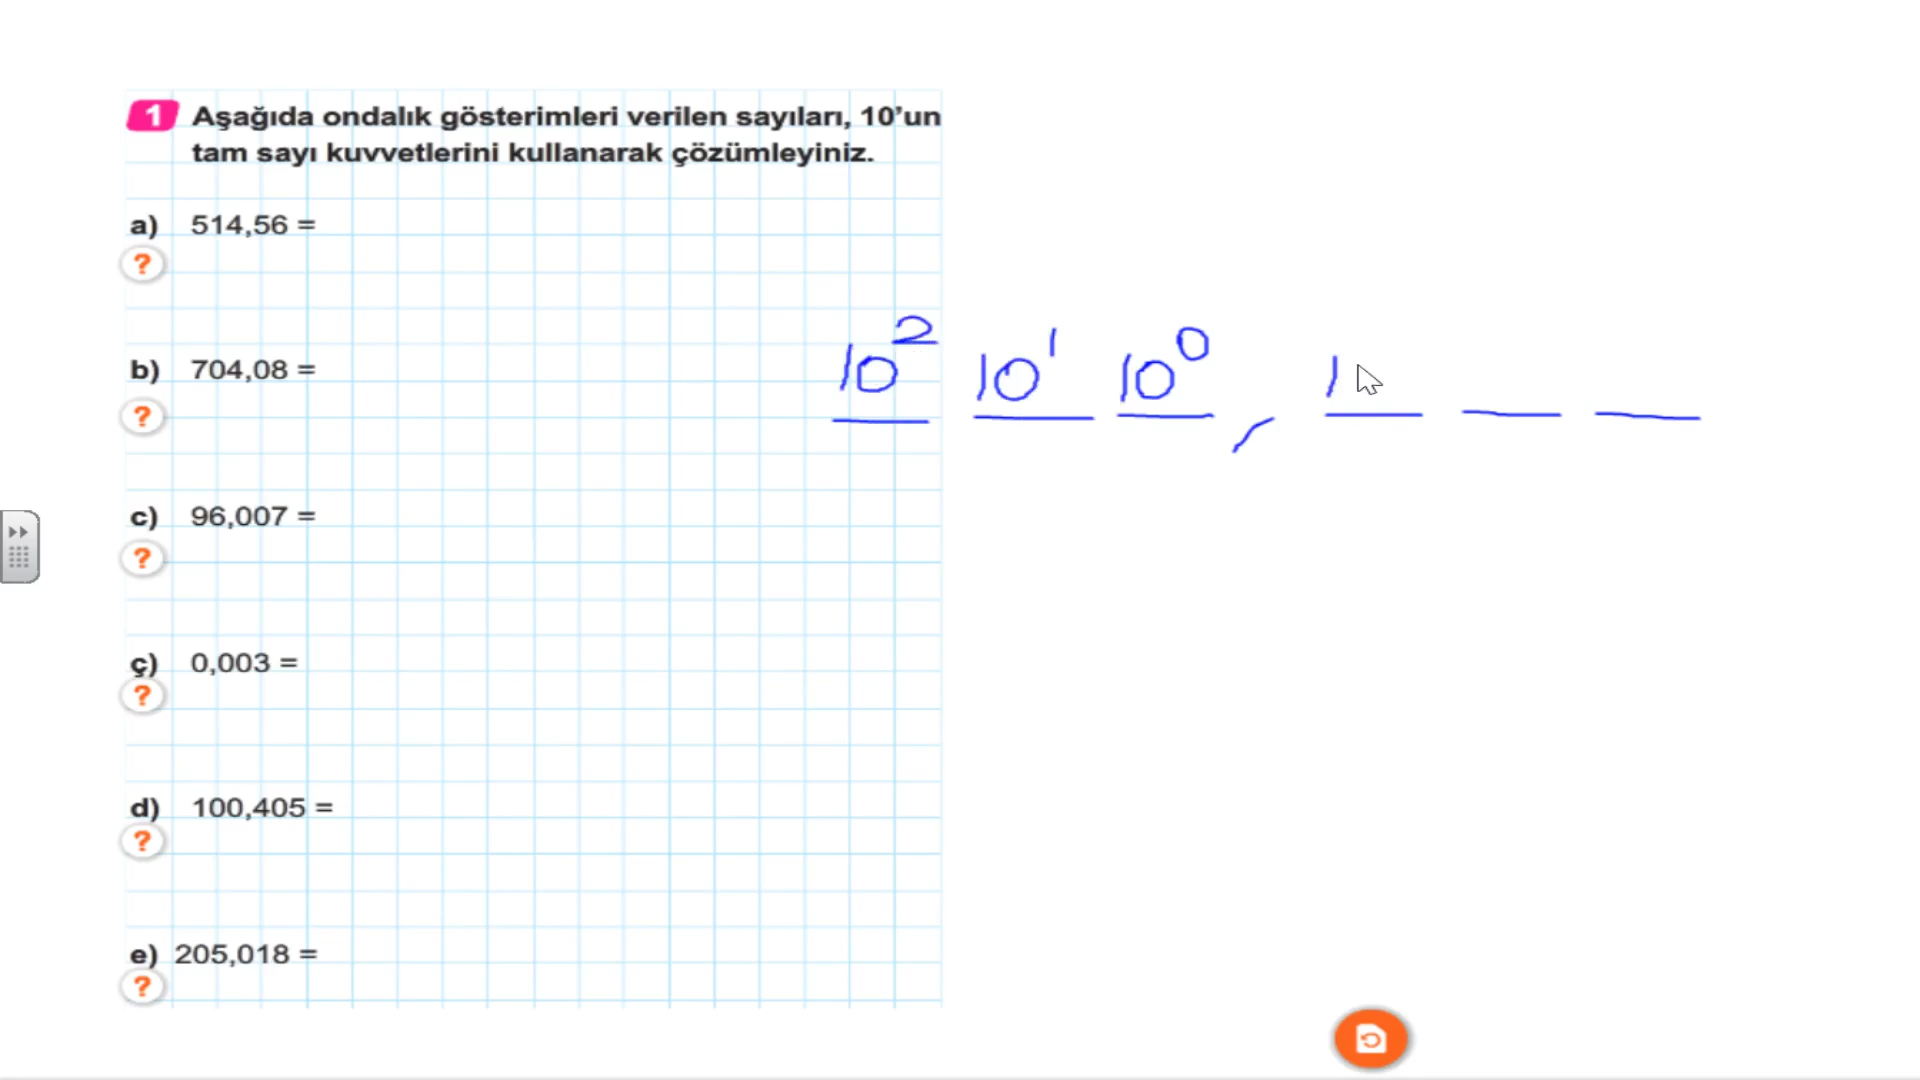 1 Aşağıda ondalık gösterimleri verilen sayıları, 10'un
tam sayı kuvvetlerini kullanarak çözümleyiniz.
a) 514,56 =
?
b) 704,08 =
?
c) 96,007 =
?
ç) 0,003 =
?
d) 100,405 =
?
e) 205,018 =
?
10² 10¹ 10⁰ , 1